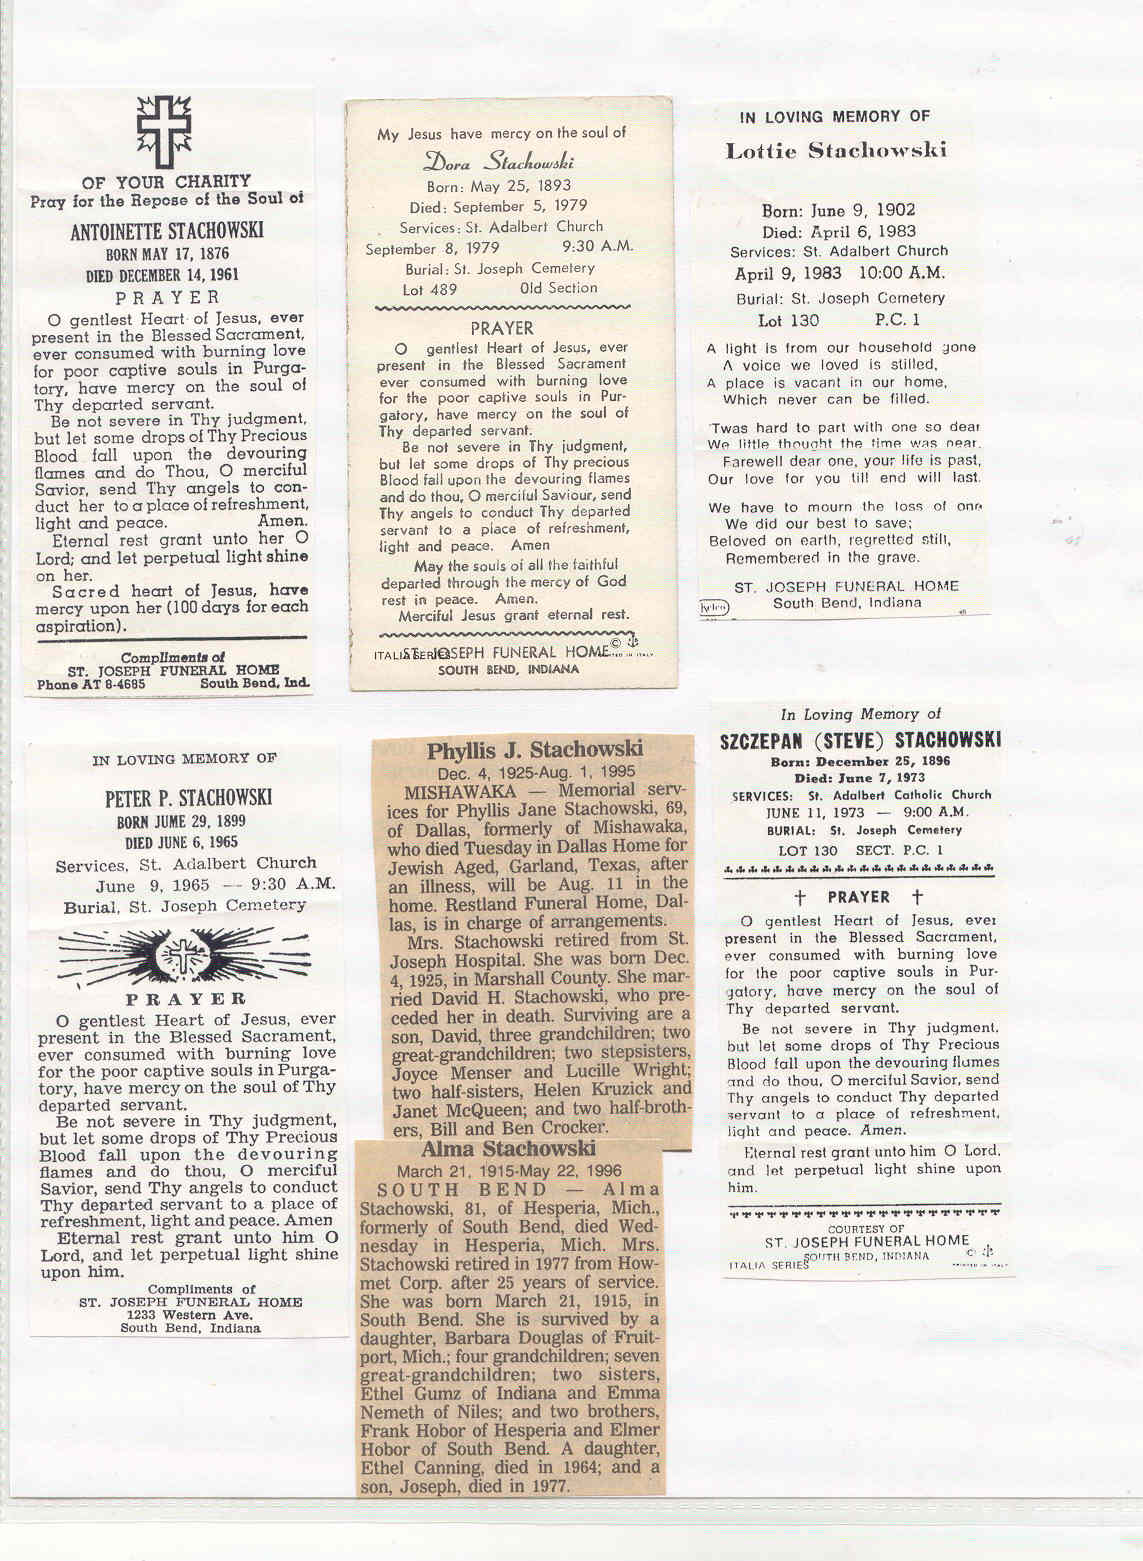 OF YOUR CHARITY
Pray for the Repose of the Soul of
ANTOINETTE STACHOWSKI
BORN MAY 17, 1876
DIED DECEMBER 14, 1961
PRAYER
O gentlest Heart of Jesus, ever
present in the Blessed Sacrament,
ever consumed with burning love
for poor captive souls in Purga-
tory, have mercy on the soul of
Thy departed servant.
Be not severe in Thy judgment,
but let some drops of Thy Precious
Blood fall upon the devouring
flames and do Thou, O merciful
Savior, send Thy angels to con-
duct her to a place of refreshment,
light and peace. Amen.
Eternal rest grant unto her O
Lord; and let perpetual light shine
on her.
Sacred heart of Jesus, have
mercy upon her (100 days for each
aspiration).
Compliments of
ST. JOSEPH FUNERAL HOME
Phone AT 8-4685 South Bend, Ind.
My Jesus have mercy on the soul of
Dora Stachowski
Born: May 25, 1893
Died: September 5, 1979
Services: St. Adalbert Church
September 8, 1979 9:30 A.M.
Burial: St. Joseph Cemetery
Lot 489 Old Section
PRAYER
O gentlest Heart of Jesus, ever
present in the Blessed Sacrament
ever consumed with burning love
for the poor captive souls in Pur-
gatory, have mercy on the soul of
Thy departed servant.
Be not severe in Thy judgment,
but let some drops of Thy precious
Blood fall upon the devouring flames
and do thou, O merciful Saviour, send
Thy angels to conduct Thy departed
servant to a place of refreshment,
light and peace. Amen
May the souls of all the faithful
departed through the mercy of God
rest in peace. Amen.
Merciful Jesus grant eternal rest.
ITALIA SERIES ST. JOSEPH FUNERAL HOME © PRINTED IN ITALY
SOUTH BEND, INDIANA
IN LOVING MEMORY OF
Lottie Stachowski
Born: June 9, 1902
Died: April 6, 1983
Services: St. Adalbert Church
April 9, 1983 10:00 A.M.
Burial: St. Joseph Cemetery
Lot 130 P.C. 1
A light is from our household gone
A voice we loved is stilled,
A place is vacant in our home,
Which never can be filled.
'Twas hard to part with one so dear
We little thought the time was near,
Farewell dear one, your life is past,
Our love for you till end will last.
We have to mourn the loss of one
We did our best to save;
Beloved on earth, regretted still,
Remembered in the grave.
ST. JOSEPH FUNERAL HOME
South Bend, Indiana
IN LOVING MEMORY OF
PETER P. STACHOWSKI
BORN JUME 29, 1899
DIED JUNE 6, 1965
Services, St. Adalbert Church
June 9, 1965 — 9:30 A.M.
Burial, St. Joseph Cemetery
PRAYER
O gentlest Heart of Jesus, ever
present in the Blessed Sacrament,
ever consumed with burning love
for the poor captive souls in Purga-
tory, have mercy on the soul of Thy
departed servant.
Be not severe in Thy judgment,
but let some drops of Thy Precious
Blood fall upon the devouring
flames and do thou, O merciful
Savior, send Thy angels to conduct
Thy departed servant to a place of
refreshment, light and peace. Amen
Eternal rest grant unto him O
Lord, and let perpetual light shine
upon him.
Compliments of
ST. JOSEPH FUNERAL HOME
1233 Western Ave.
South Bend, Indiana
Phyllis J. Stachowski
Dec. 4, 1925-Aug. 1, 1995
MISHAWAKA — Memorial serv-
ices for Phyllis Jane Stachowski, 69,
of Dallas, formerly of Mishawaka,
who died Tuesday in Dallas Home for
Jewish Aged, Garland, Texas, after
an illness, will be Aug. 11 in the
home. Restland Funeral Home, Dal-
las, is in charge of arrangements.
Mrs. Stachowski retired from St.
Joseph Hospital. She was born Dec.
4, 1925, in Marshall County. She mar-
ried David H. Stachowski, who pre-
ceded her in death. Surviving are a
son, David, three grandchildren; two
great-grandchildren; two stepsisters,
Joyce Menser and Lucille Wright;
two half-sisters, Helen Kruzick and
Janet McQueen; and two half-broth-
ers, Bill and Ben Crocker.
Alma Stachowski
March 21, 1915-May 22, 1996
SOUTH BEND — Alma
Stachowski, 81, of Hesperia, Mich.,
formerly of South Bend, died Wed-
nesday in Hesperia, Mich. Mrs.
Stachowski retired in 1977 from How-
met Corp. after 25 years of service.
She was born March 21, 1915, in
South Bend. She is survived by a
daughter, Barbara Douglas of Fruit-
port, Mich.; four grandchildren; seven
great-grandchildren; two sisters,
Ethel Gumz of Indiana and Emma
Nemeth of Niles; and two brothers,
Frank Hobor of Hesperia and Elmer
Hobor of South Bend. A daughter,
Ethel Canning, died in 1964; and a
son, Joseph, died in 1977.
In Loving Memory of
SZCZEPAN (STEVE) STACHOWSKI
Born: December 25, 1896
Died: June 7, 1973
SERVICES: St. Adalbert Catholic Church
JUNE 11, 1973 — 9:00 A.M.
BURIAL: St. Joseph Cemetery
LOT 130 SECT. P.C. 1
PRAYER
O gentlest Heart of Jesus, ever
present in the Blessed Sacrament,
ever consumed with burning love
for the poor captive souls in Pur-
gatory, have mercy on the soul of
Thy departed servant.
Be not severe in Thy judgment,
but let some drops of Thy Precious
Blood fall upon the devouring flames
and do thou, O merciful Savior, send
Thy angels to conduct Thy departed
servant to a place of refreshment,
light and peace. Amen.
Eternal rest grant unto him O Lord,
and let perpetual light shine upon
him.
COURTESY OF
ST. JOSEPH FUNERAL HOME
SOUTH BEND, INDIANA
ITALIA SERIES © PRINTED IN ITALY